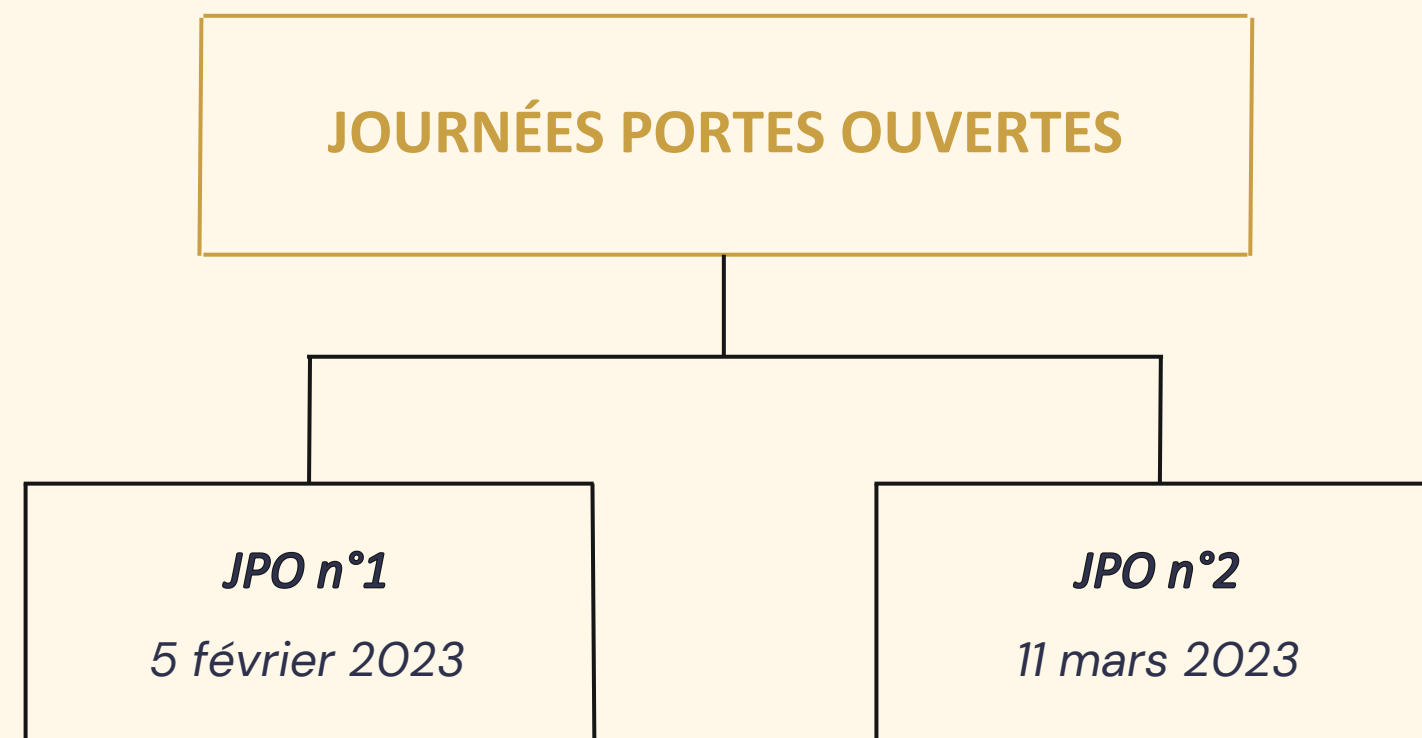 JOURNÉES PORTES OUVERTES
JPO n°1
5 février 2023
JPO n°2
11 mars 2023